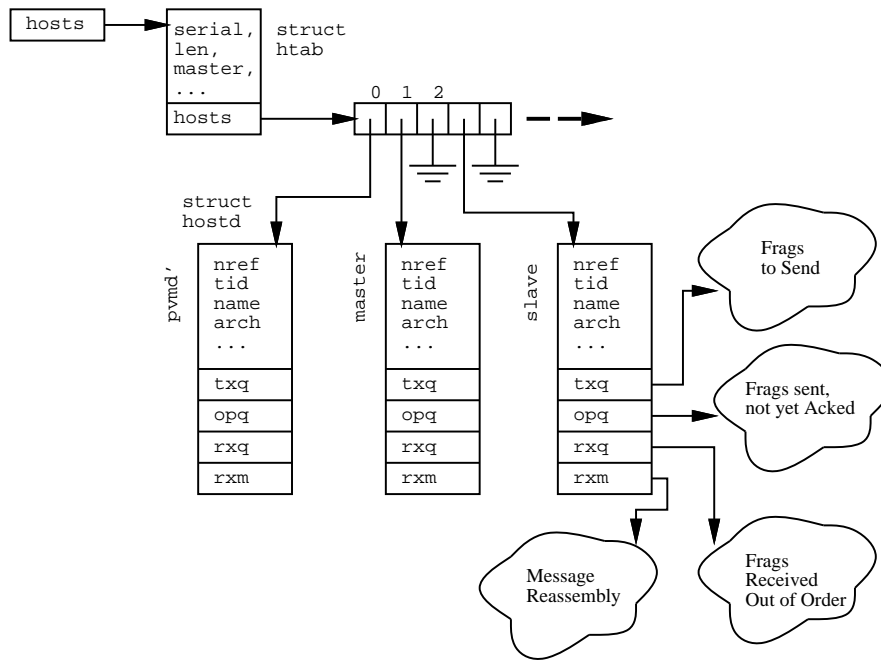 hosts
serial,
len,
master,
...
hosts
struct
htab
0 1 2
struct
hostd
pvmd'
nref
tid
name
arch
...
txq
opq
rxq
rxm
master
nref
tid
name
arch
...
txq
opq
rxq
rxm
slave
nref
tid
name
arch
...
txq
opq
rxq
rxm
Frags
to Send
Frags sent,
not yet Acked
Message
Reassembly
Frags
Received
Out of Order